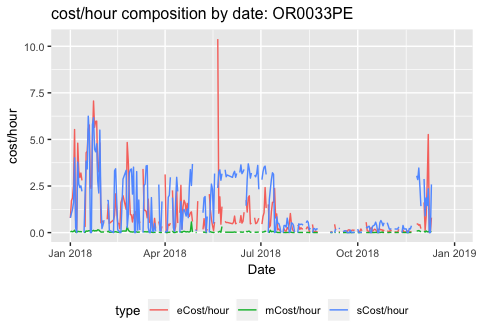 cost/hour composition by date: OR0033PE
10.0
7.5
5.0
2.5
0.0
cost/hour
Jan 2018 Apr 2018 Jul 2018 Oct 2018 Jan 2019
Date
type eCost/hour mCost/hour sCost/hour